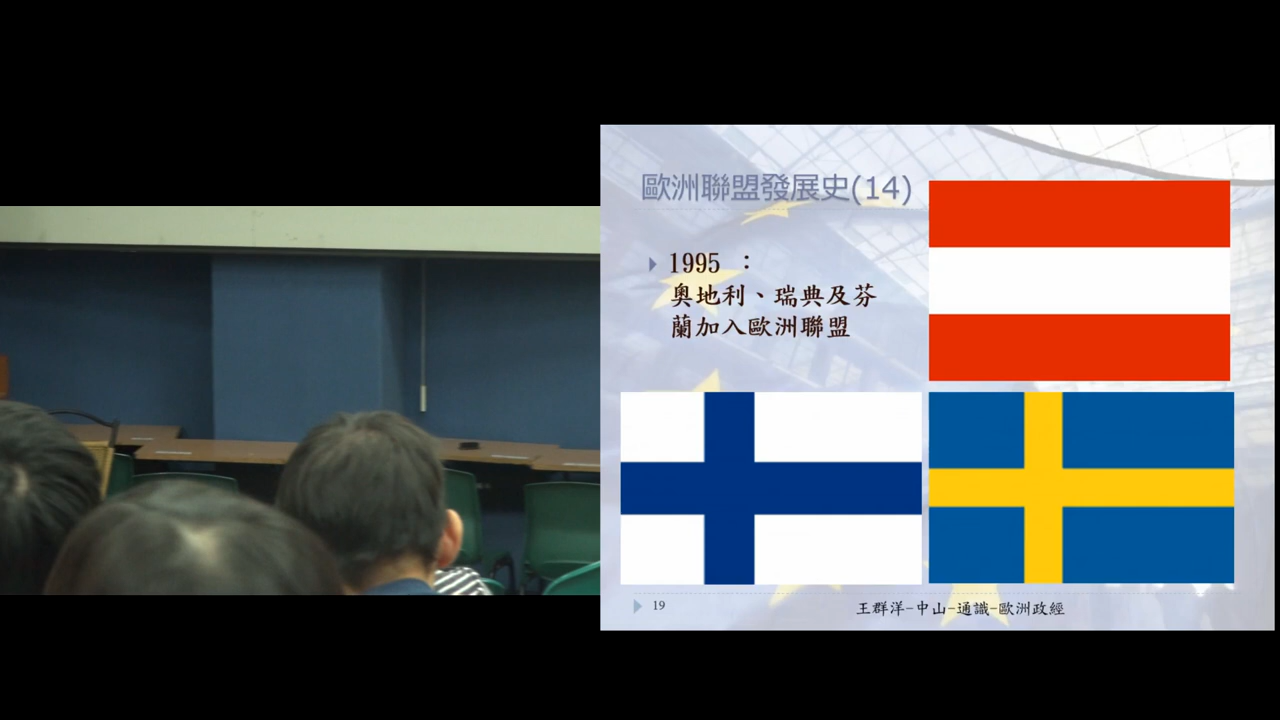 歐洲聯盟發展史(14)
1995 ：
奧地利、瑞典及芬
蘭加入歐洲聯盟
19
王群洋-中山-通識-歐洲政經